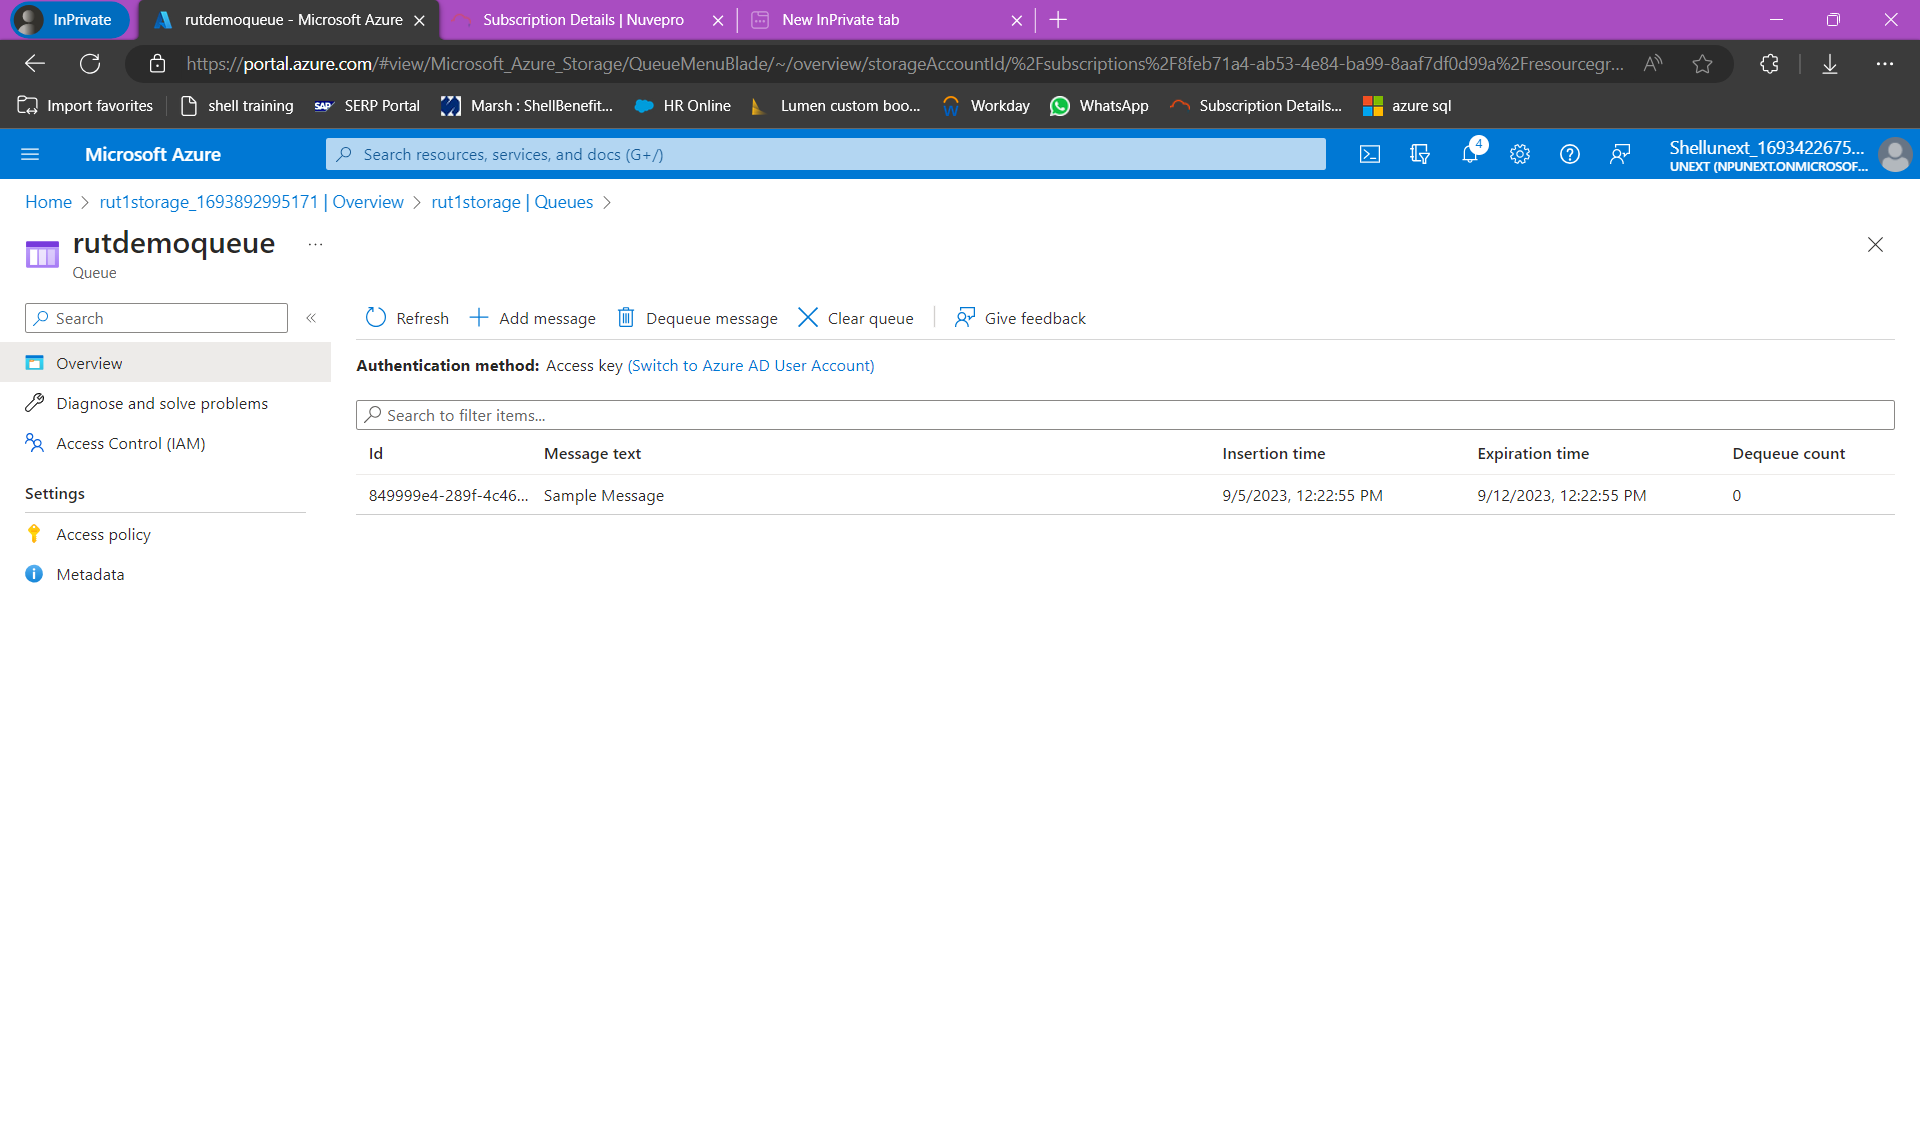 InPrivate
rutdemoqueue - Microsoft Azure
Subscription Details | Nuvepro
New InPrivate tab
https://portal.azure.com/#view/Microsoft_Azure_Storage/QueueMenuBlade/~/overview/storageAccountId/%2Fsubscriptions%2F8feb71a4-ab53-4e84-ba99-8aaf7df0d99a%2Fresourcegr...
Import favorites
shell training
SAP
SERP Portal
Marsh : ShellBenefit...
HR Online
Lumen custom boo...
Workday
WhatsApp
Subscription Details...
azure sql
Microsoft Azure
Search resources, services, and docs (G+/)
4
Shellunext_1693422675...
UNEXT (NPUNEXT.ONMICROSOF...
Home > rut1storage_1693892995171 | Overview > rut1storage | Queues >
rutdemoqueue ...
Queue
Search
«
Refresh
Add message
Dequeue message
Clear queue
Give feedback
Overview
Diagnose and solve problems
Access Control (IAM)
Settings
Access policy
Metadata
Authentication method: Access key (Switch to Azure AD User Account)
Search to filter items...
Id Message text Insertion time Expiration time Dequeue count
849999e4-289f-4c46... Sample Message 9/5/2023, 12:22:55 PM 9/12/2023, 12:22:55 PM 0